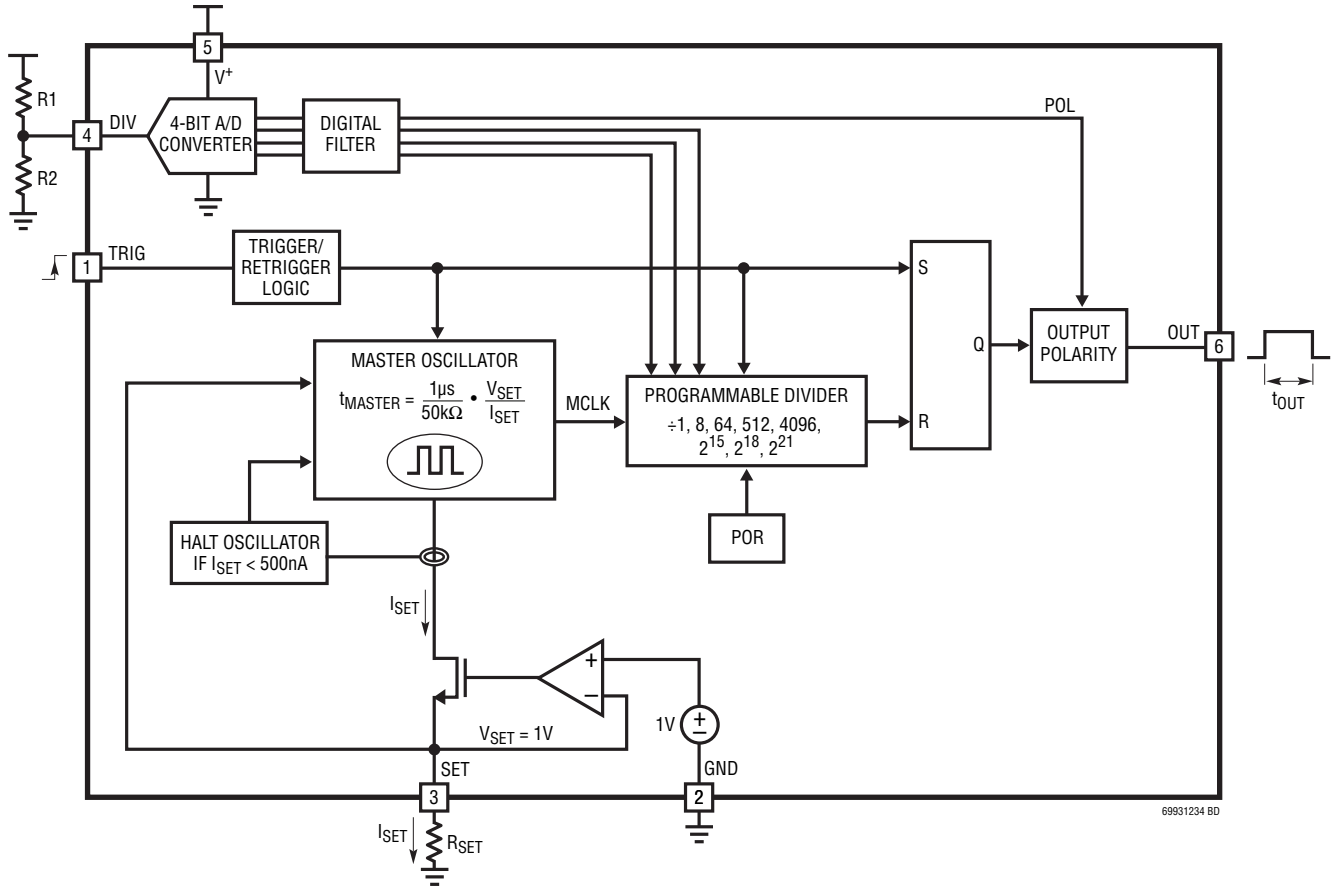 5
V+
R1
4
DIV
4-BIT A/D
CONVERTER
DIGITAL
FILTER
POL
R2
1
TRIG
TRIGGER/
RETRIGGER
LOGIC
S
Q
R
OUTPUT
POLARITY
OUT
6
tOUT
MASTER OSCILLATOR
tMASTER = 1µs/50kΩ • VSET/ISET
MCLK
PROGRAMMABLE DIVIDER
÷1, 8, 64, 512, 4096,
2^15, 2^18, 2^21
POR
HALT OSCILLATOR
IF ISET < 500nA
ISET
+
–
VSET = 1V
1V
+
–
SET
3
GND
2
ISET
RSET
69931234 BD